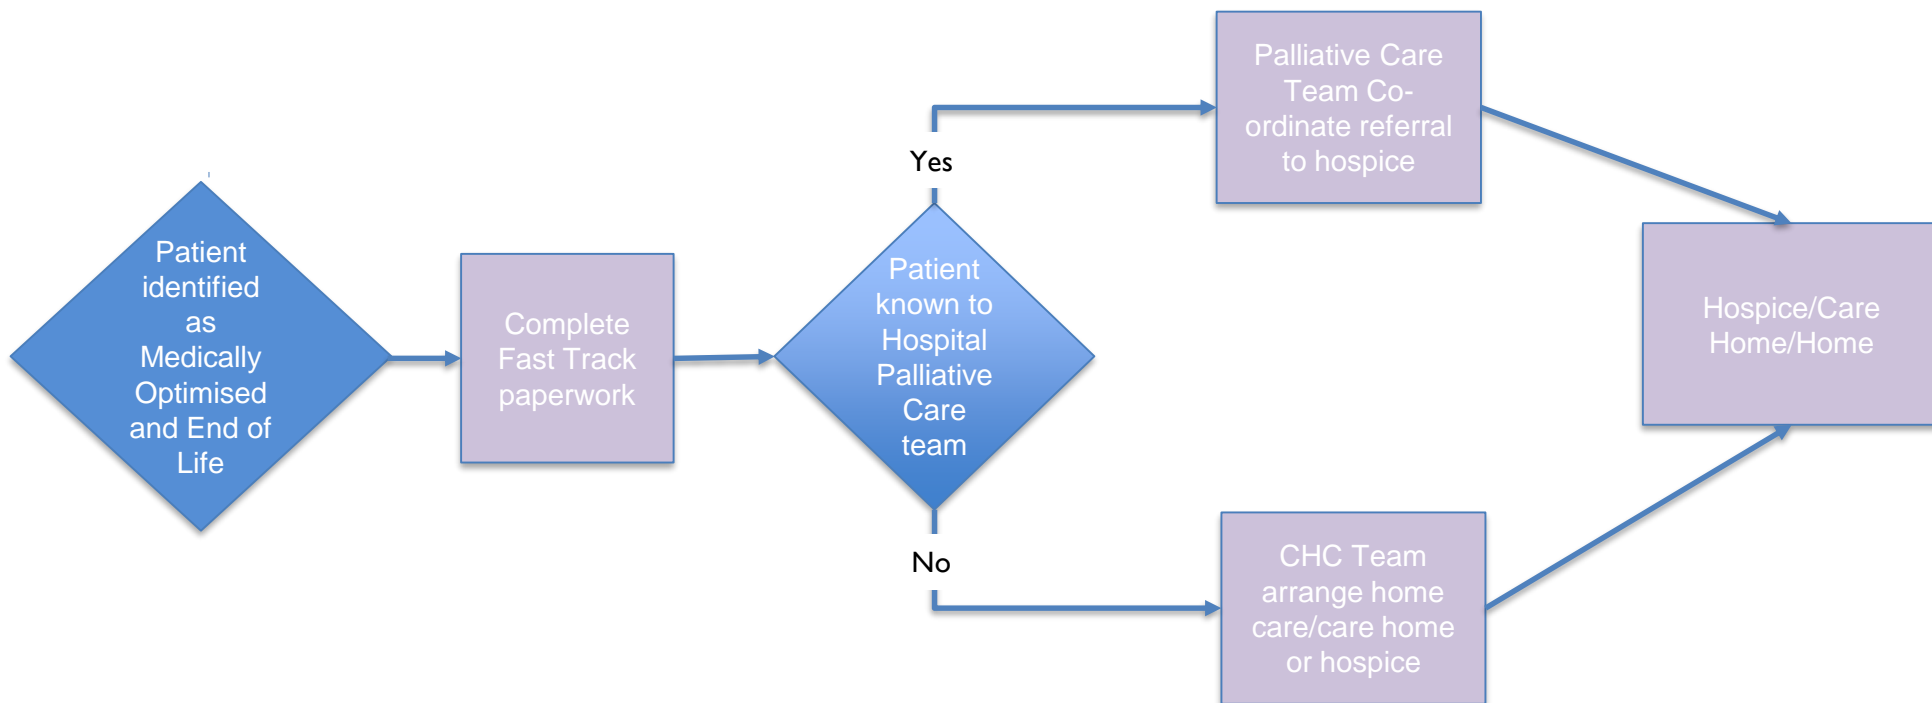 Patient
identified
as
Medically
Optimised
and End of
Life
Complete
Fast Track
paperwork
Patient
known to
Hospital
Palliative
Care
team
Yes
No
Palliative Care
Team Co-
ordinate referral
to hospice
CHC Team
arrange home
care/care home
or hospice
Hospice/Care
Home/Home